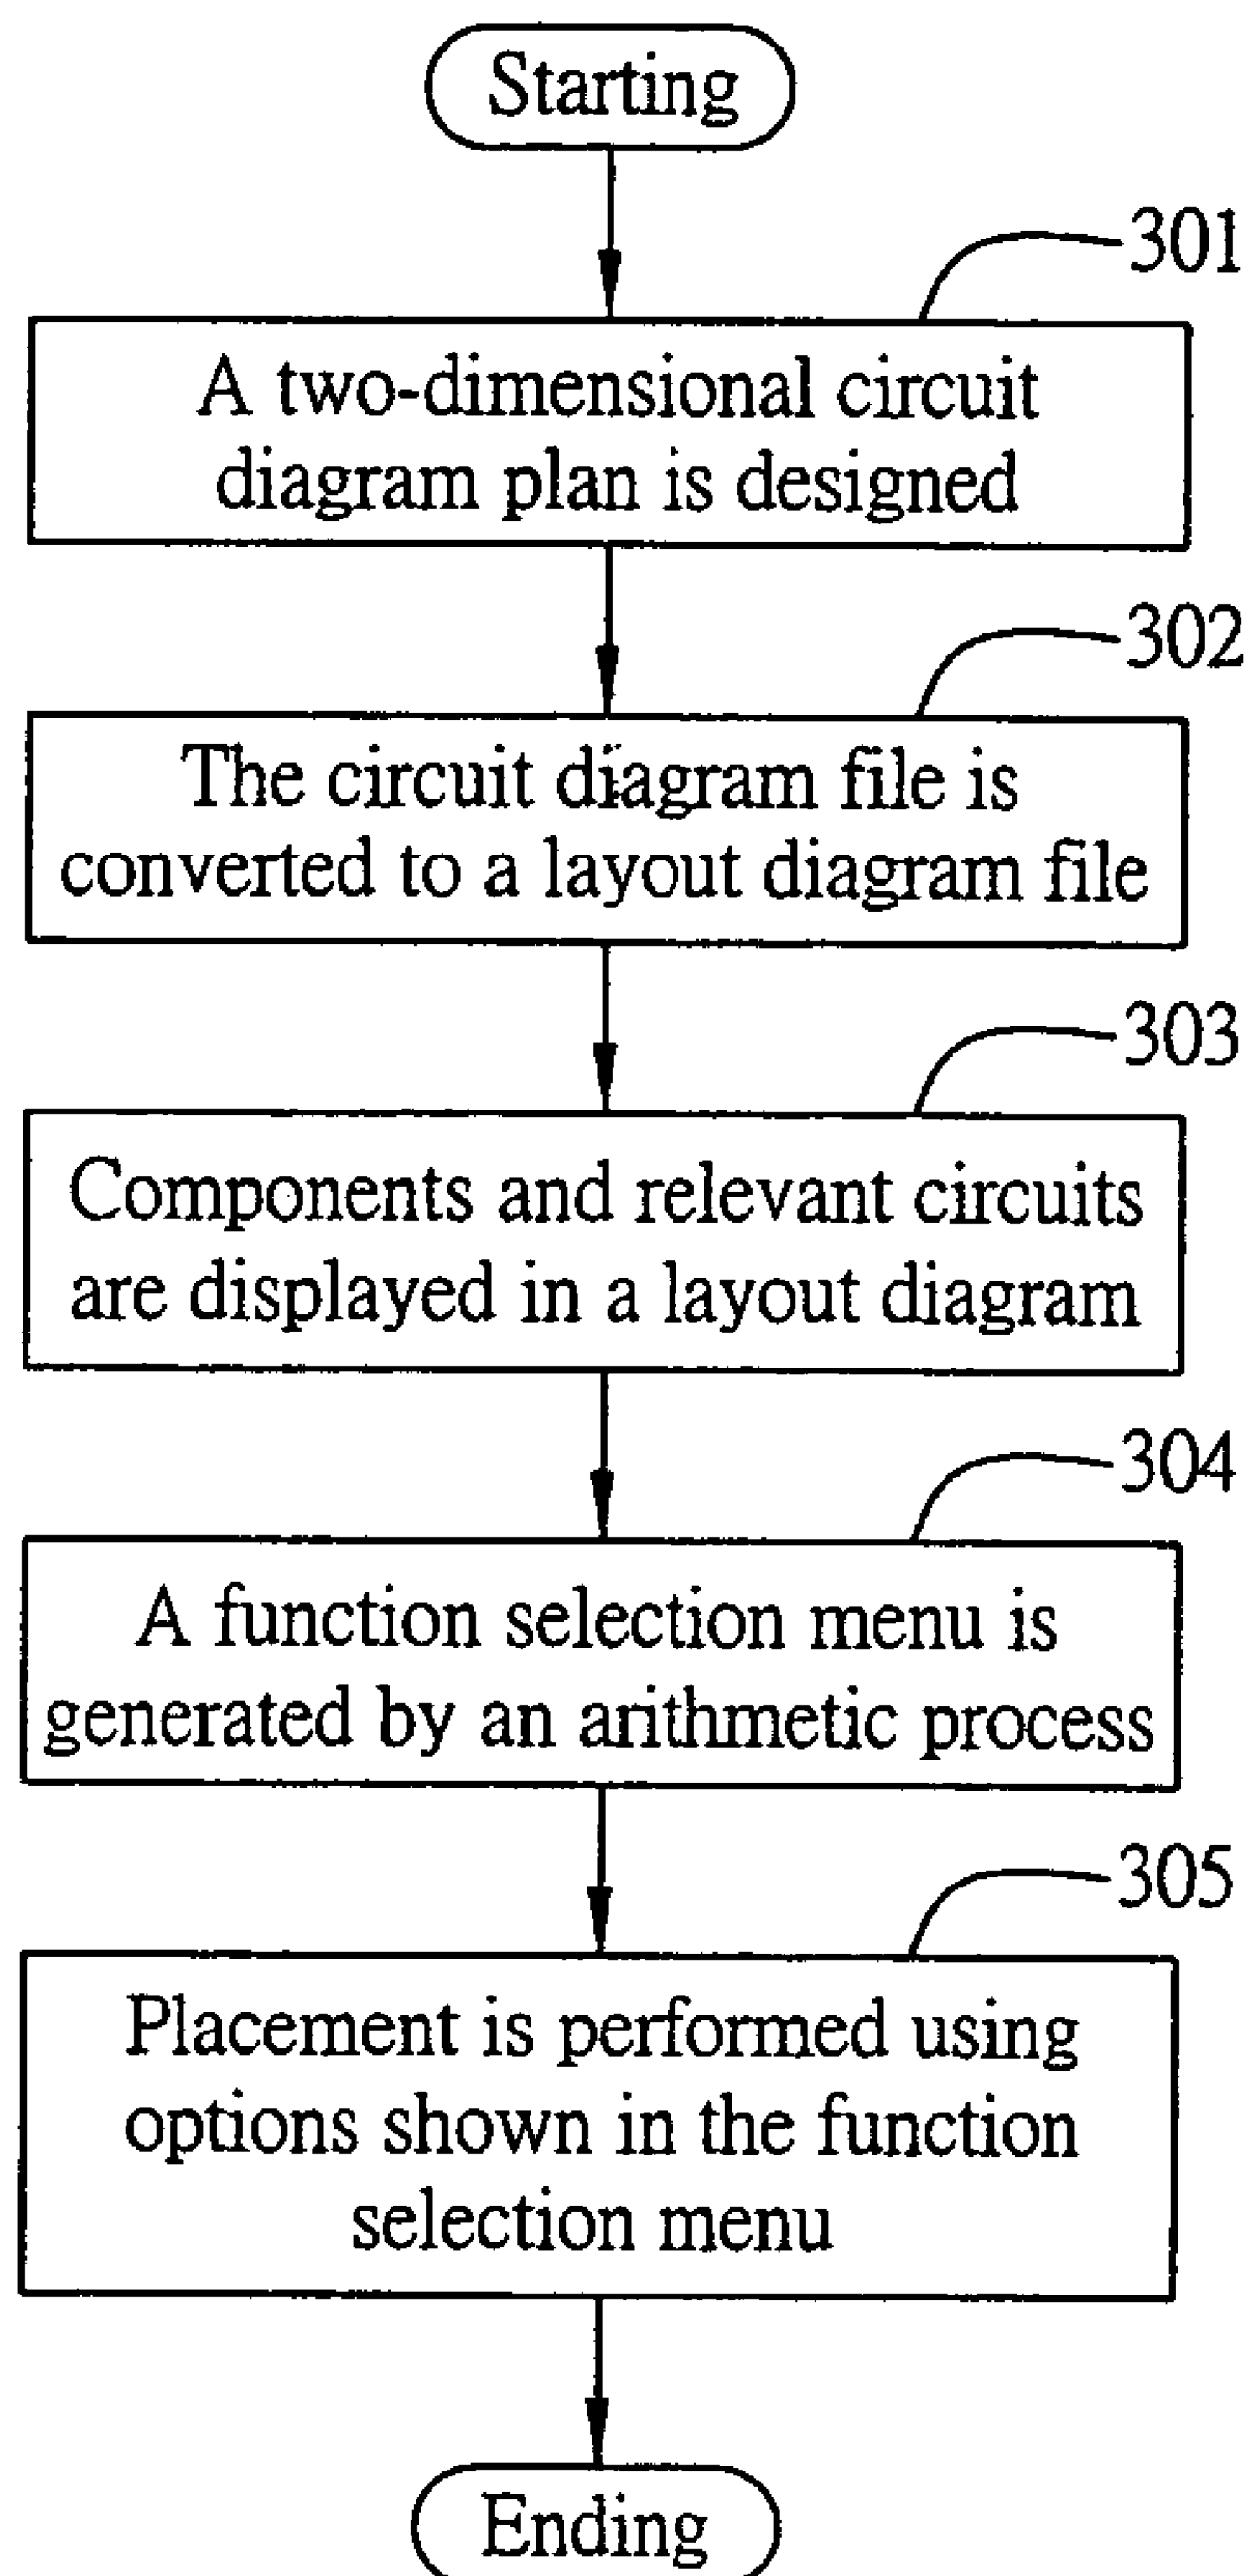 Starting
301
A two-dimensional circuit
diagram plan is designed
302
The circuit diagram file is
converted to a layout diagram file
303
Components and relevant circuits
are displayed in a layout diagram
304
A function selection menu is
generated by an arithmetic process
305
Placement is performed using
options shown in the function
selection menu
Ending